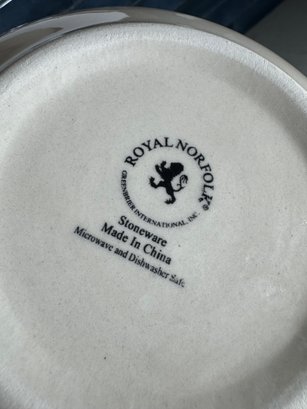 ROYAL NORFOLK®
GREENBRIER INTERNATIONAL, INC.
Stoneware
Made In China
Microwave and Dishwasher Safe